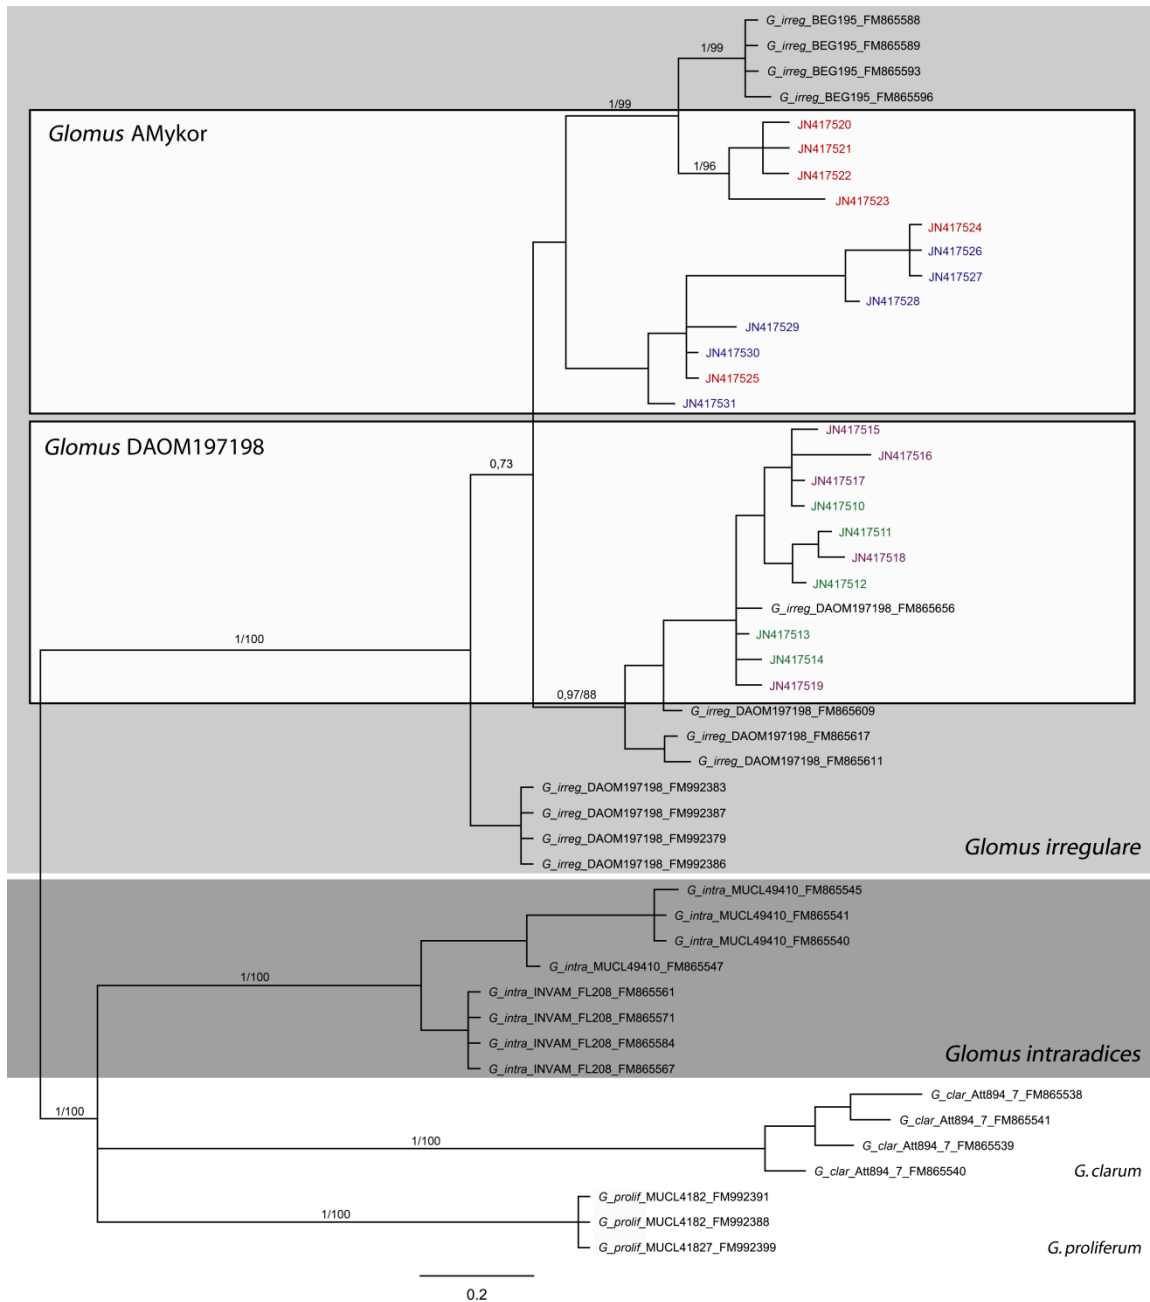 G_irreg_BEG195_FM865588
G_irreg_BEG195_FM865589
1/99
G_irreg_BEG195_FM865593
G_irreg_BEG195_FM865596
1/99
Glomus AMykor
JN417520
JN417521
1/96
JN417522
JN417523
JN417524
JN417526
JN417527
JN417528
JN417529
JN417530
JN417525
JN417531
Glomus DAOM197198
JN417515
JN417516
0,73
JN417517
JN417510
JN417511
JN417518
JN417512
G_irreg_DAOM197198_FM865656
JN417513
1/100
JN417514
JN417519
0,97/88
G_irreg_DAOM197198_FM865609
G_irreg_DAOM197198_FM865617
G_irreg_DAOM197198_FM865611
G_irreg_DAOM197198_FM992383
G_irreg_DAOM197198_FM992387
G_irreg_DAOM197198_FM992379
Glomus irregulare
G_irreg_DAOM197198_FM992386
G_intra_MUCL49410_FM865545
G_intra_MUCL49410_FM865541
G_intra_MUCL49410_FM865540
G_intra_MUCL49410_FM865547
1/100
G_intra_INVAM_FL208_FM865561
G_intra_INVAM_FL208_FM865571
G_intra_INVAM_FL208_FM865584
Glomus intraradices
G_intra_INVAM_FL208_FM865567
G_clar_Att894_7_FM865538
1/100
G_clar_Att894_7_FM865541
1/100
G_clar_Att894_7_FM865539
G_clar_Att894_7_FM865540
G. clarum
G_prolif_MUCL4182_FM992391
1/100
G_prolif_MUCL4182_FM992388
G_prolif_MUCL41827_FM992399
G. proliferum
0.2